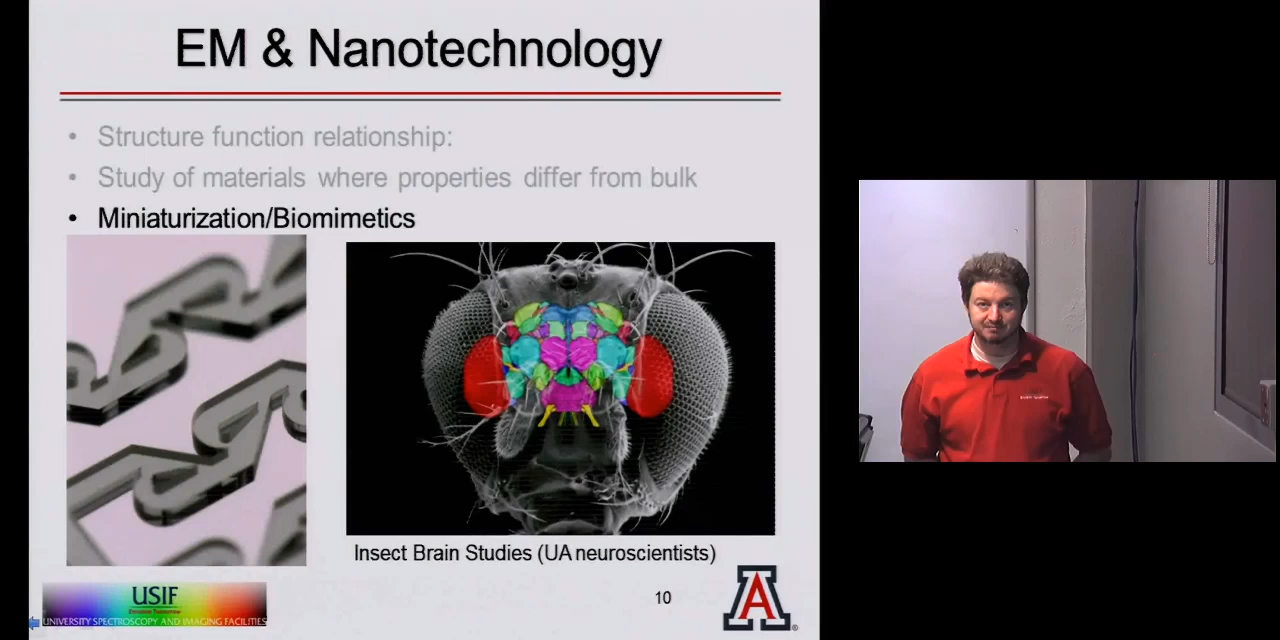 EM & Nanotechnology
• Structure function relationship:
• Study of materials where properties differ from bulk
• Miniaturization/Biomimetics
Insect Brain Studies (UA neuroscientists)
USIF
UNIVERSITY SPECTROSCOPY AND IMAGING FACILITIES
10
A